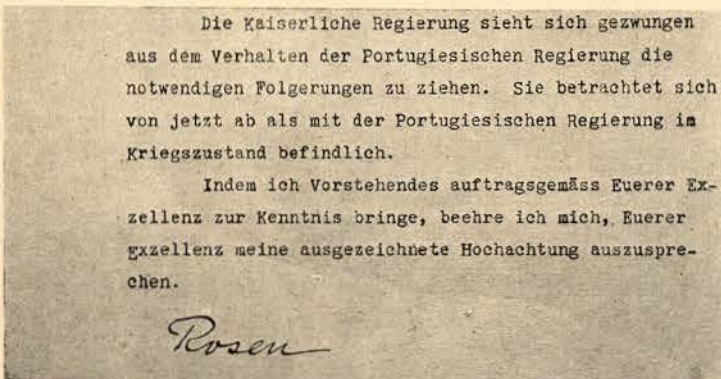 Die Kaiserliche Regierung sieht sich gezwungen
aus dem Verhalten der Portugiesischen Regierung die
notwendigen Folgerungen zu ziehen. Sie betrachtet sich
von jetzt ab als mit der Portugiesischen Regierung im
Kriegszustand befindlich.
Indem ich Vorstehendes auftragsgemäss Euerer Ex-
zellenz zur Kenntnis bringe, beehre ich mich, Euerer
Exzellenz meine ausgezeichnete Hochachtung auszuspre-
chen.
Rosen